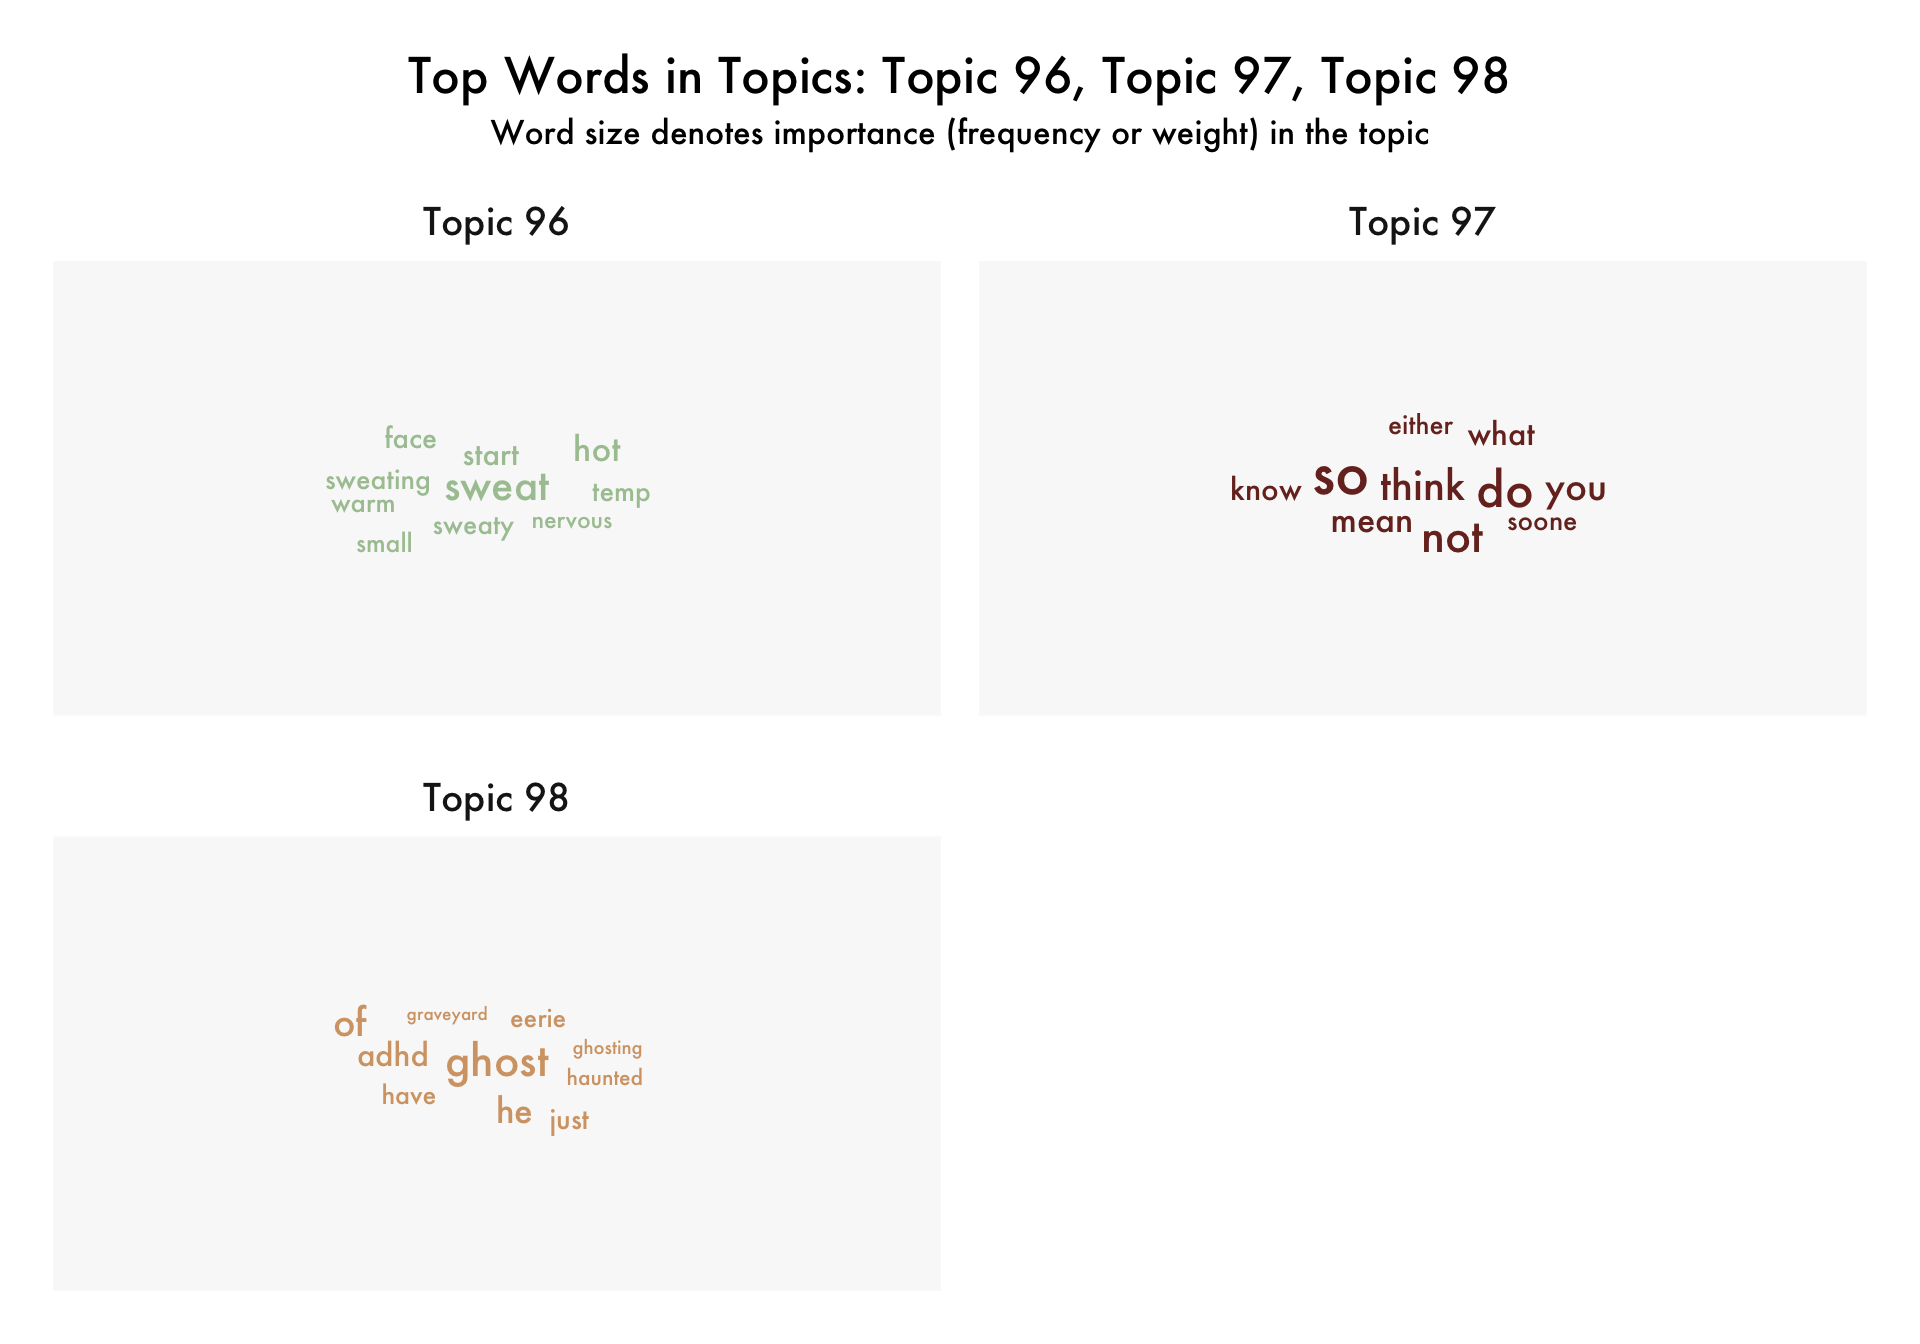 Top Words in Topics: Topic 96, Topic 97, Topic 98
Word size denotes importance (frequency or weight) in the topic
Topic 96
face
start
hot
sweating
sweat
temp
warm
sweaty
nervous
small
Topic 97
either
what
know
so
think
do
you
mean
not
soone
Topic 98
of
graveyard
eerie
adhd
ghost
ghosting
haunted
have
he
just